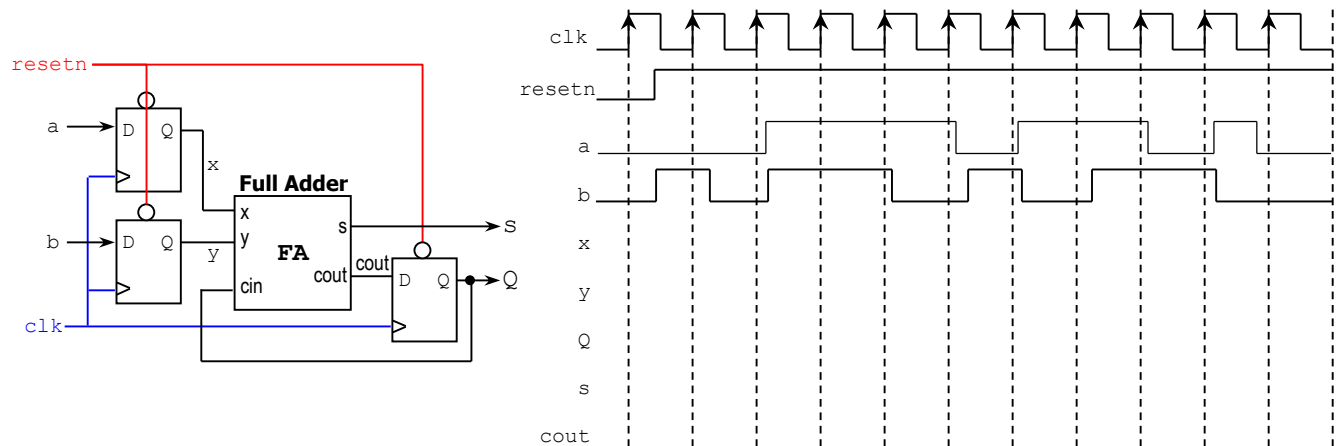 resetn
a
D Q
x
Full Adder
x
s
s
b
D Q
y
y
FA
cout
cout
D Q
Q
cin
clk
clk
resetn
a
b
x
y
Q
s
cout